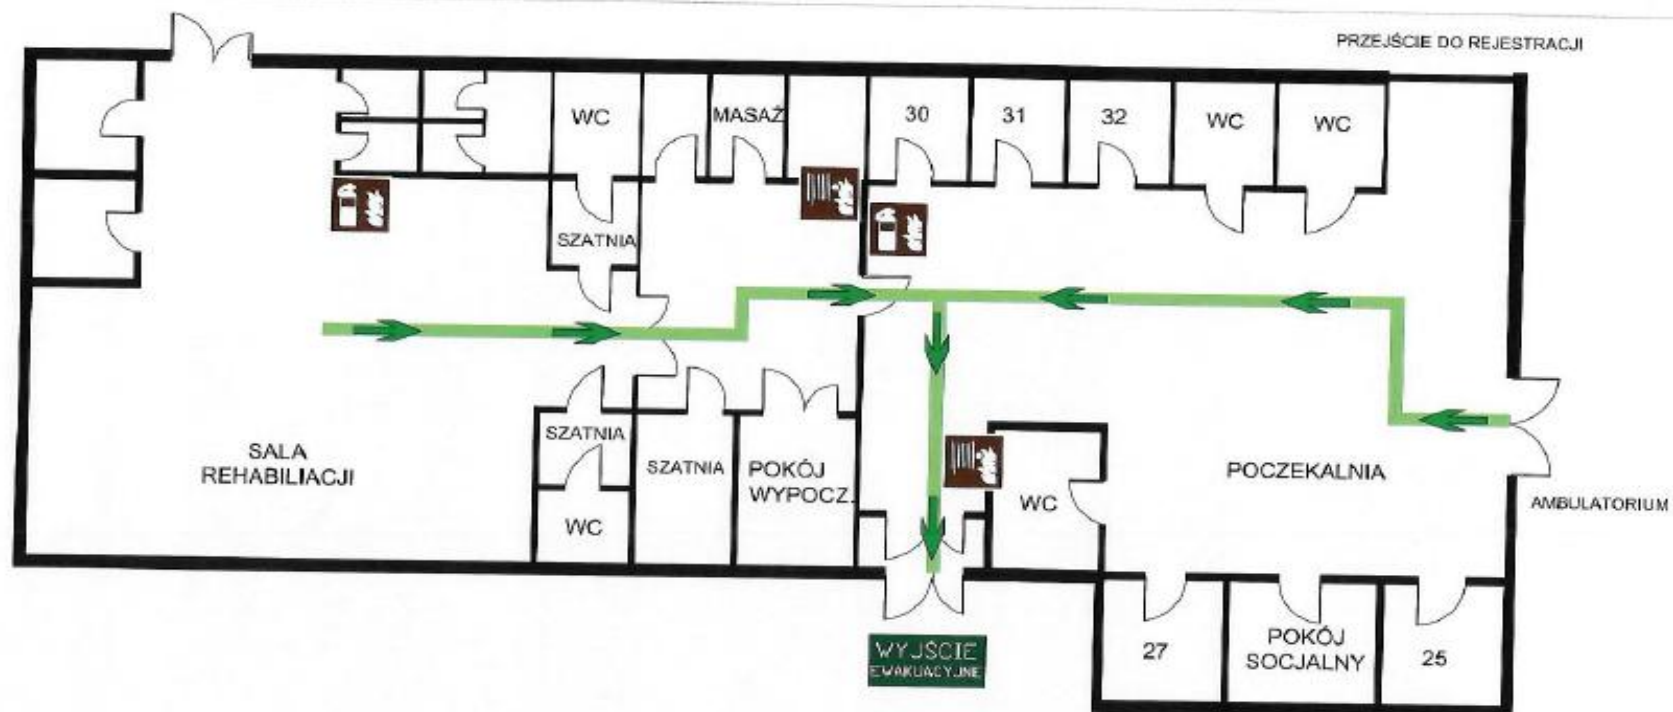 PRZEJŚCIE DO REJESTRACJI
WC
MASAŻ
30
31
32
WC
WC
SZATNIA
SALA
REHABILIACJI
SZATNIA
WC
SZATNIA
POKÓJ
WYPOCZ.
WC
POCZEKALNIA
AMBULATORIUM
WYJŚCIE
EWAKUACYJNE
27
POKÓJ
SOCJALNY
25